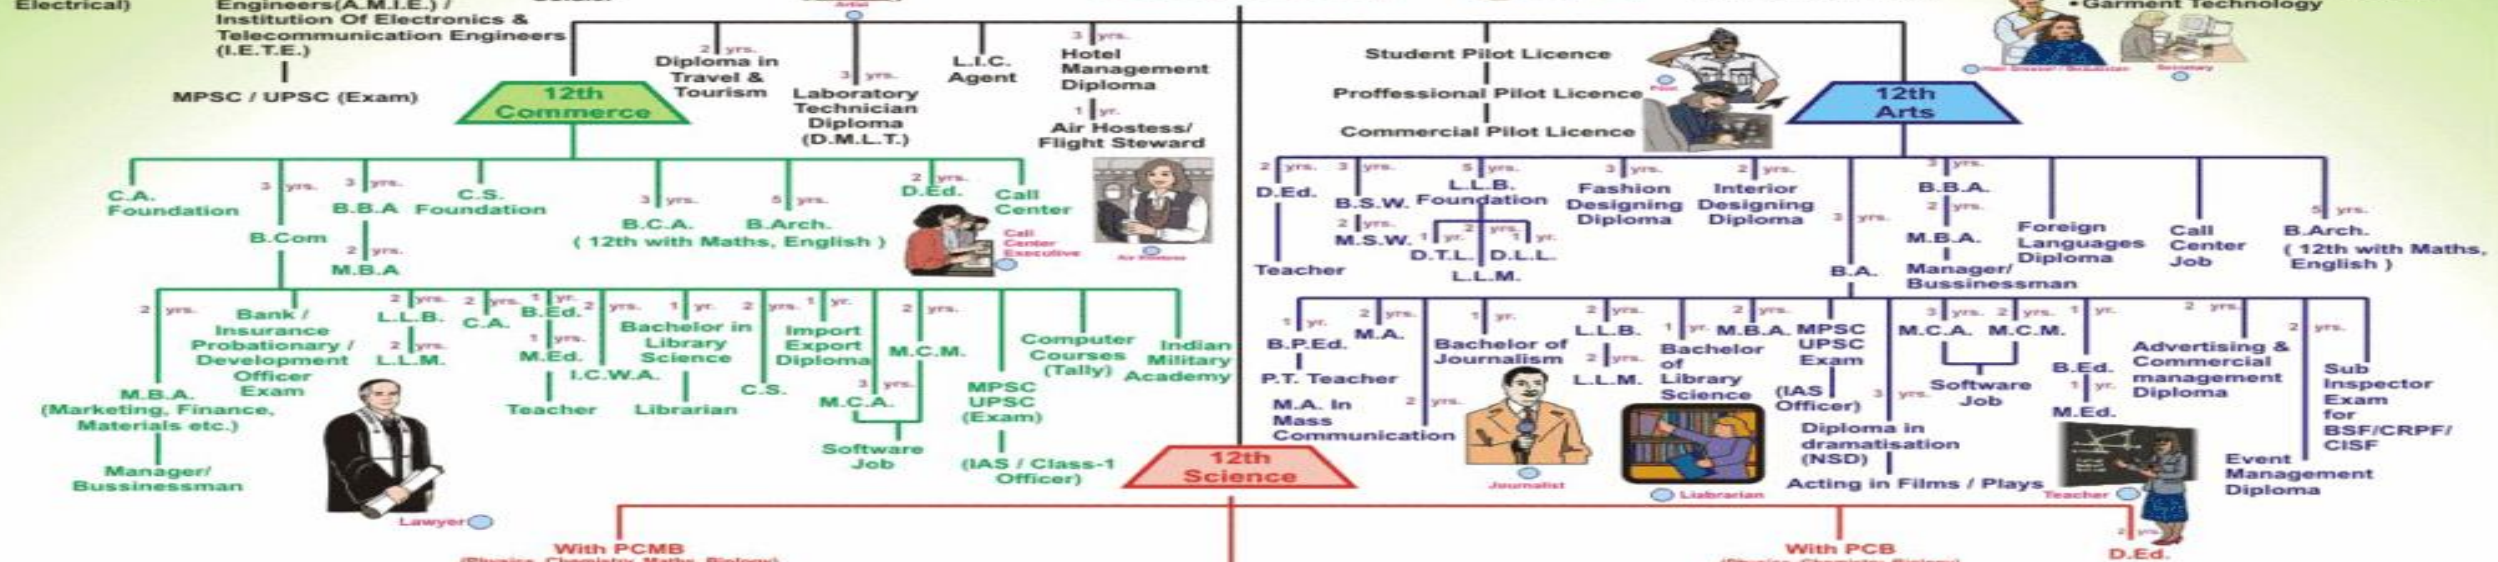 Electrical)
Engineers(A.M.I.E.) /
Institution Of Electronics &
Telecommunication Engineers
(I.E.T.E.)
MPSC / UPSC (Exam)
Artist
• Garment Technology
Secretary
12th
Commerce
2 yrs.
Diploma in
Travel &
Tourism
3 yrs.
Laboratory
Technician
Diploma
(D.M.L.T.)
L.I.C.
Agent
3 yrs.
Hotel
Management
Diploma
1 yr.
Air Hostess/
Flight Steward
Air Hostess
Student Pilot Licence
Proffessional Pilot Licence
Commercial Pilot Licence
Pilot
12th
Arts
C.A.
Foundation
3 yrs.
B.Com
3 yrs.
B.B.A
2 yrs.
M.B.A
C.S.
Foundation
3 yrs.
B.C.A.
5 yrs.
B.Arch.
( 12th with Maths, English )
2 yrs.
D.Ed.
Call
Center
Call
Center
Executive
2 yrs.
M.B.A.
(Marketing, Finance,
Materials etc.)
Manager/
Bussinessman
Bank /
Insurance
Probationary /
Development
Officer
Exam
2 yrs.
L.L.B.
2 yrs.
L.L.M.
Lawyer
2 yrs.
C.A.
1 yr.
B.Ed.
1 yrs.
M.Ed.
Teacher
2 yrs.
I.C.W.A.
1 yr.
Bachelor in
Library
Science
Librarian
2 yrs.
C.S.
1 yr.
Import
Export
Diploma
3 yrs.
M.C.A.
2 yrs.
M.C.M.
Software
Job
MPSC
UPSC
(Exam)
(IAS / Class-1
Officer)
Computer
Courses
(Tally)
Indian
Military
Academy
2 yrs.
D.Ed.
Teacher
3 yrs.
B.S.W.
2 yrs.
M.S.W.
5 yrs.
L.L.B.
Foundation
1 yr.
D.T.L.
2 yrs.
L.L.M.
1 yr.
D.L.L.
3 yrs.
Fashion
Designing
Diploma
2 yrs.
Interior
Designing
Diploma
3 yrs.
B.A.
3 yrs.
B.B.A.
2 yrs.
M.B.A.
Manager/
Bussinessman
Foreign
Languages
Diploma
Call
Center
Job
5 yrs.
B.Arch.
( 12th with Maths,
English )
1 yr.
B.P.Ed.
P.T. Teacher
2 yrs.
M.A.
2 yrs.
M.A. In
Mass
Communication
1 yr.
Bachelor of
Journalism
Journalist
2 yrs.
L.L.B.
2 yrs.
L.L.M.
1 yr.
Bachelor
of
Library
Science
Liabrarian
2 yrs.
M.B.A.
MPSC
UPSC
Exam
(IAS
Officer)
3 yrs.
Diploma in
dramatisation
(NSD)
Acting in Films / Plays
3 yrs.
M.C.A.
2 yrs.
M.C.M.
Software
Job
1 yr.
B.Ed.
1 yr.
M.Ed.
Teacher
2 yrs.
Advertising &
Commercial
management
Diploma
2 yrs.
Event
Management
Diploma
Sub
Inspector
Exam
for
BSF/CRPF/
CISF
12th
Science
With PCMB
(Physics, Chemistry, Maths, Biology)
With PCB
(Physics, Chemistry, Biology)
2 yrs.
D.Ed.